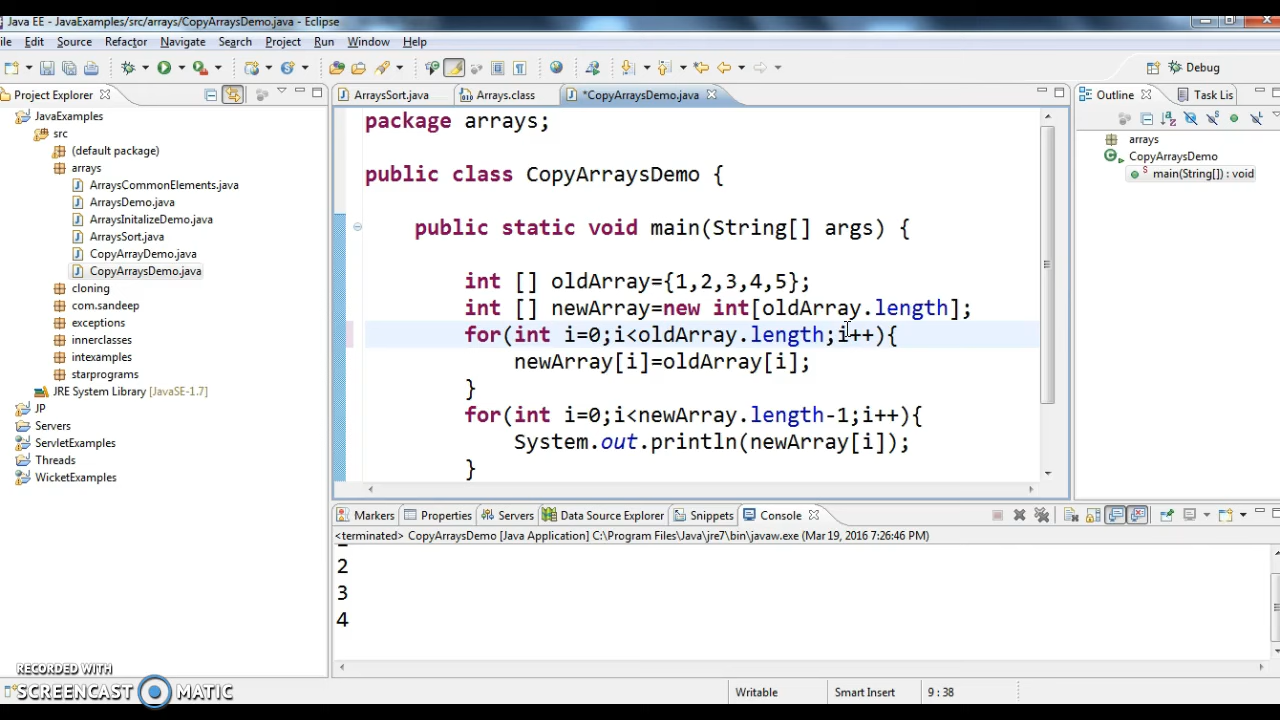 Java EE - JavaExamples/src/arrays/CopyArraysDemo.java - Eclipse
ile Edit Source Refactor Navigate Search Project Run Window Help
Debug
Project Explorer
ArraysSort.java
Arrays.class
*CopyArraysDemo.java
Outline
Task Lis
JavaExamples
src
(default package)
arrays
ArraysCommonElements.java
ArraysDemo.java
ArraysInitalizeDemo.java
ArraysSort.java
CopyArrayDemo.java
CopyArraysDemo.java
cloning
com.sandeep
exceptions
innerclasses
intexamples
starprograms
JRE System Library [JavaSE-1.7]
JP
Servers
ServletExamples
Threads
WicketExamples
package arrays;
public class CopyArraysDemo {
public static void main(String[] args) {
int [] oldArray={1,2,3,4,5};
int [] newArray=new int[oldArray.length];
for(int i=0;i<oldArray.length;i++){
newArray[i]=oldArray[i];
}
for(int i=0;i<newArray.length-1;i++){
System.out.println(newArray[i]);
}
arrays
CopyArraysDemo
main(String[]) : void
Markers
Properties
Servers
Data Source Explorer
Snippets
Console
<terminated> CopyArraysDemo [Java Application] C:\Program Files\Java\jre7\bin\javaw.exe (Mar 19, 2016 7:26:46 PM)
2
3
4
RECORDED WITH
SCREENCAST MATIC
Writable
Smart Insert
9 : 38